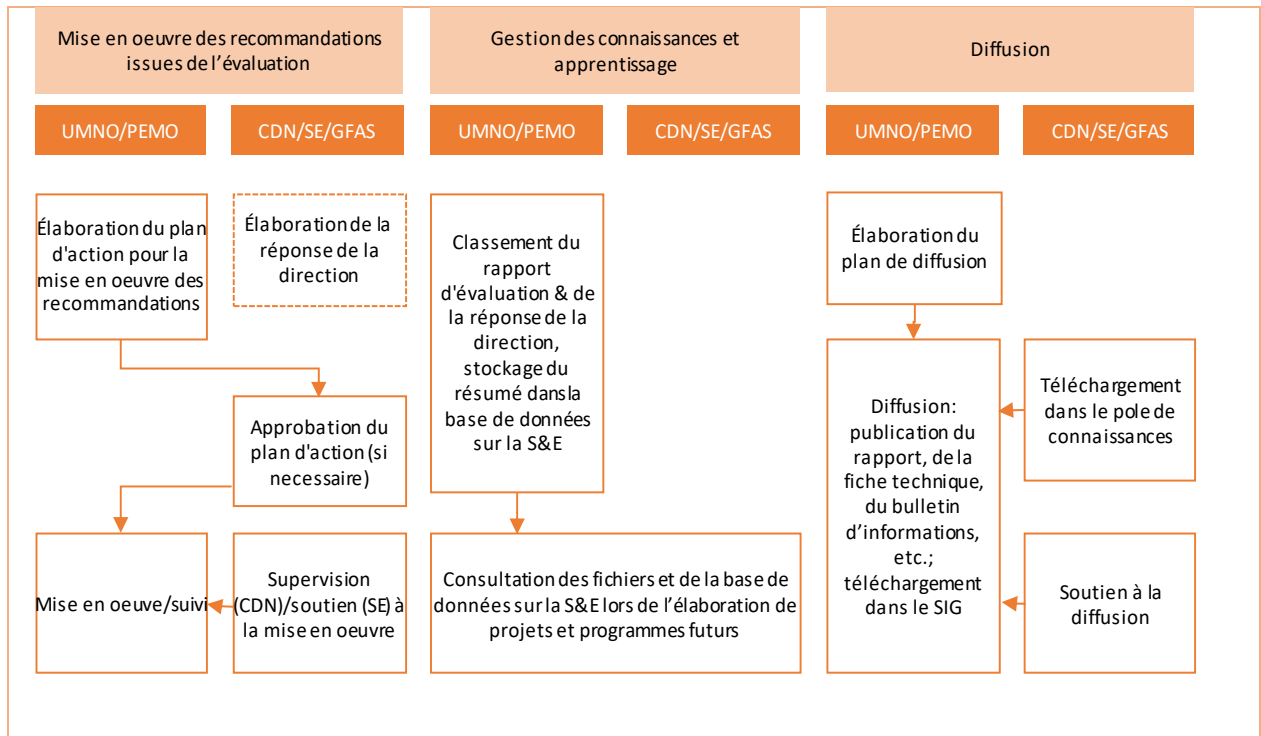 Mise en oeuvre des recommandations
issues de l'évaluation
Gestion des connaissances et
apprentissage
Diffusion
UMNO/PEMO
CDN/SE/GFAS
UMNO/PEMO
CDN/SE/GFAS
UMNO/PEMO
CDN/SE/GFAS
Élaboration du plan
d'action pour la
mise en oeuvre des
recommandations
Élaboration de la
réponse de la
direction
Approbation du
plan d'action (si
necessaire)
Mise en oeuve/suivi
Supervision
(CDN)/soutien (SE) à
la mise en oeuvre
Classement du
rapport
d'évaluation & de
la réponse de la
direction,
stockage du
résumé dans la
base de données
sur la S&E
Consultation des fichiers et de la base de
données sur la S&E lors de l'élaboration de
projets et programmes futurs
Élaboration du
plan de diffusion
Diffusion:
publication du
rapport, de la
fiche technique,
du bulletin
d'informations,
etc.;
téléchargement
dans le SIG
Téléchargement
dans le pole de
connaissances
Soutien à la
diffusion